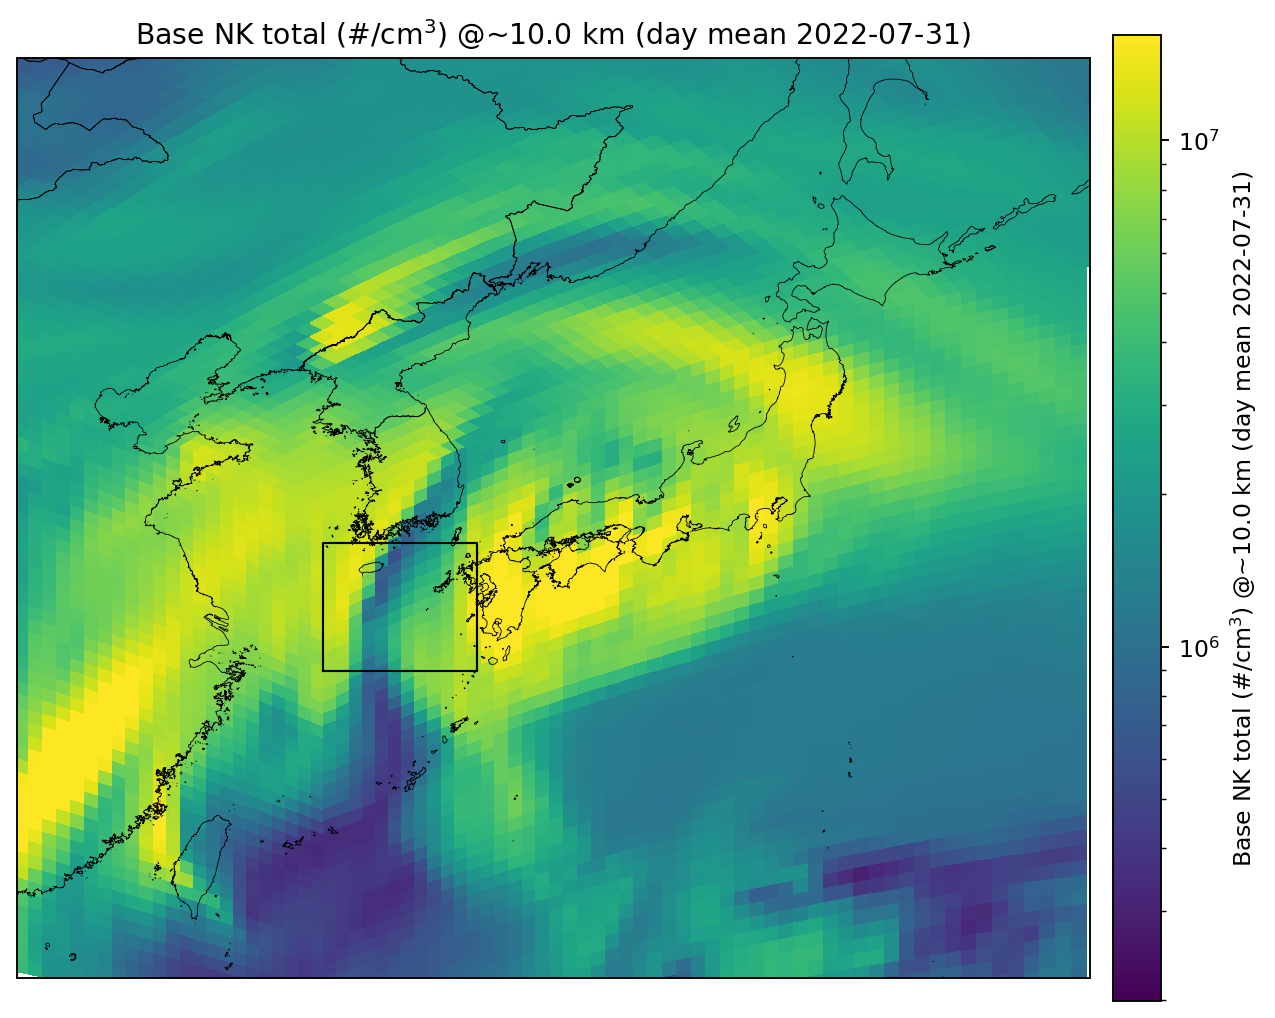 Base NK total (#/cm³) @~10.0 km (day mean 2022-07-31)
10⁷
10⁶
Base NK total (#/cm³) @~10.0 km (day mean 2022-07-31)